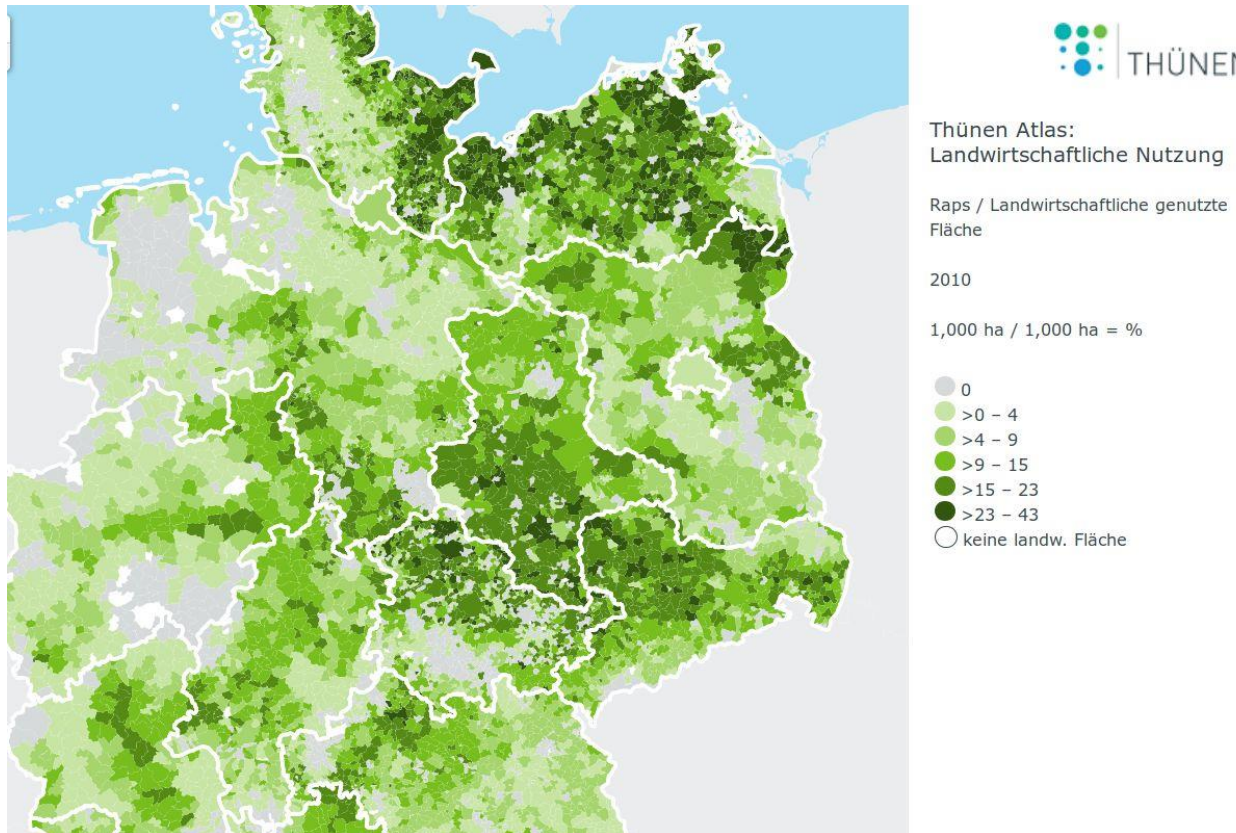 THÜNEN
Thünen Atlas:
Landwirtschaftliche Nutzung
Raps / Landwirtschaftliche genutzte
Fläche
2010
1,000 ha / 1,000 ha = %
0
>0 – 4
>4 – 9
>9 – 15
>15 – 23
>23 – 43
keine landw. Fläche